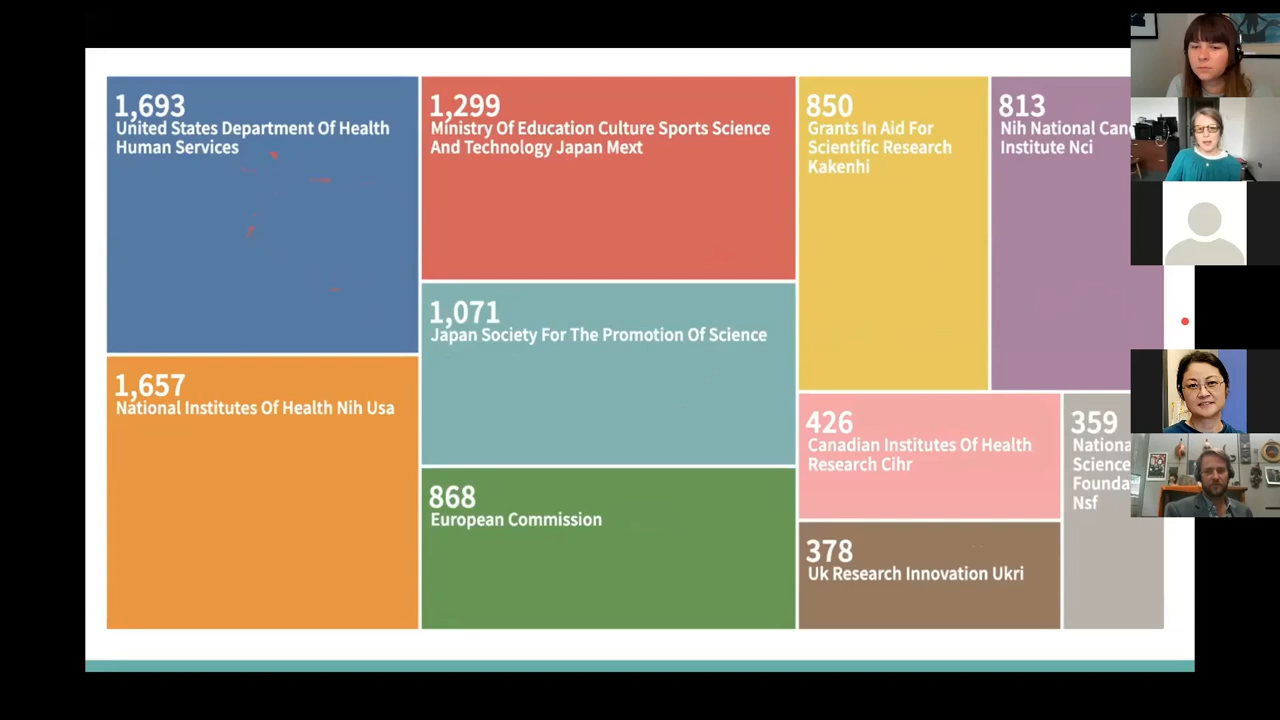 1,693
United States Department Of Health
Human Services
1,657
National Institutes Of Health Nih Usa
1,299
Ministry Of Education Culture Sports Science
And Technology Japan Mext
1,071
Japan Society For The Promotion Of Science
868
European Commission
850
Grants In Aid For
Scientific Research
Kakenhi
813
Nih National Can
Institute Nci
426
Canadian Institutes Of Health
Research Cihr
378
Uk Research Innovation Ukri
359
Nationa
Science
Founda
Nsf